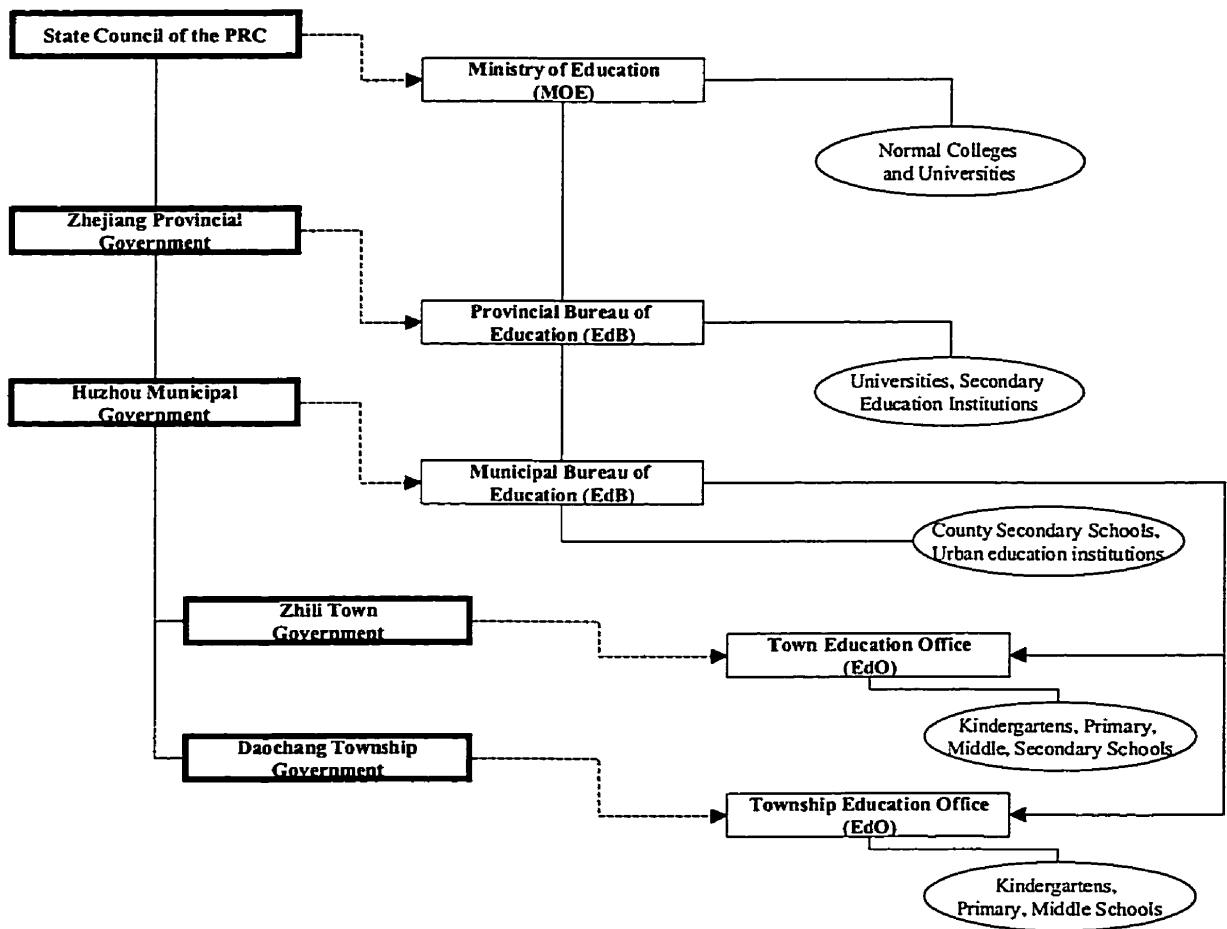 State Council of the PRC
Ministry of Education
(MOE)
Normal Colleges
and Universities
Zhejiang Provincial
Government
Provincial Bureau of
Education (EdB)
Universities, Secondary
Education Institutions
Huzhou Municipal
Government
Municipal Bureau of
Education (EdB)
County Secondary Schools,
Urban education institutions
Zhili Town
Government
Town Education Office
(EdO)
Kindergartens, Primary,
Middle, Secondary Schools
Daochang Township
Government
Township Education Office
(EdO)
Kindergartens,
Primary, Middle Schools